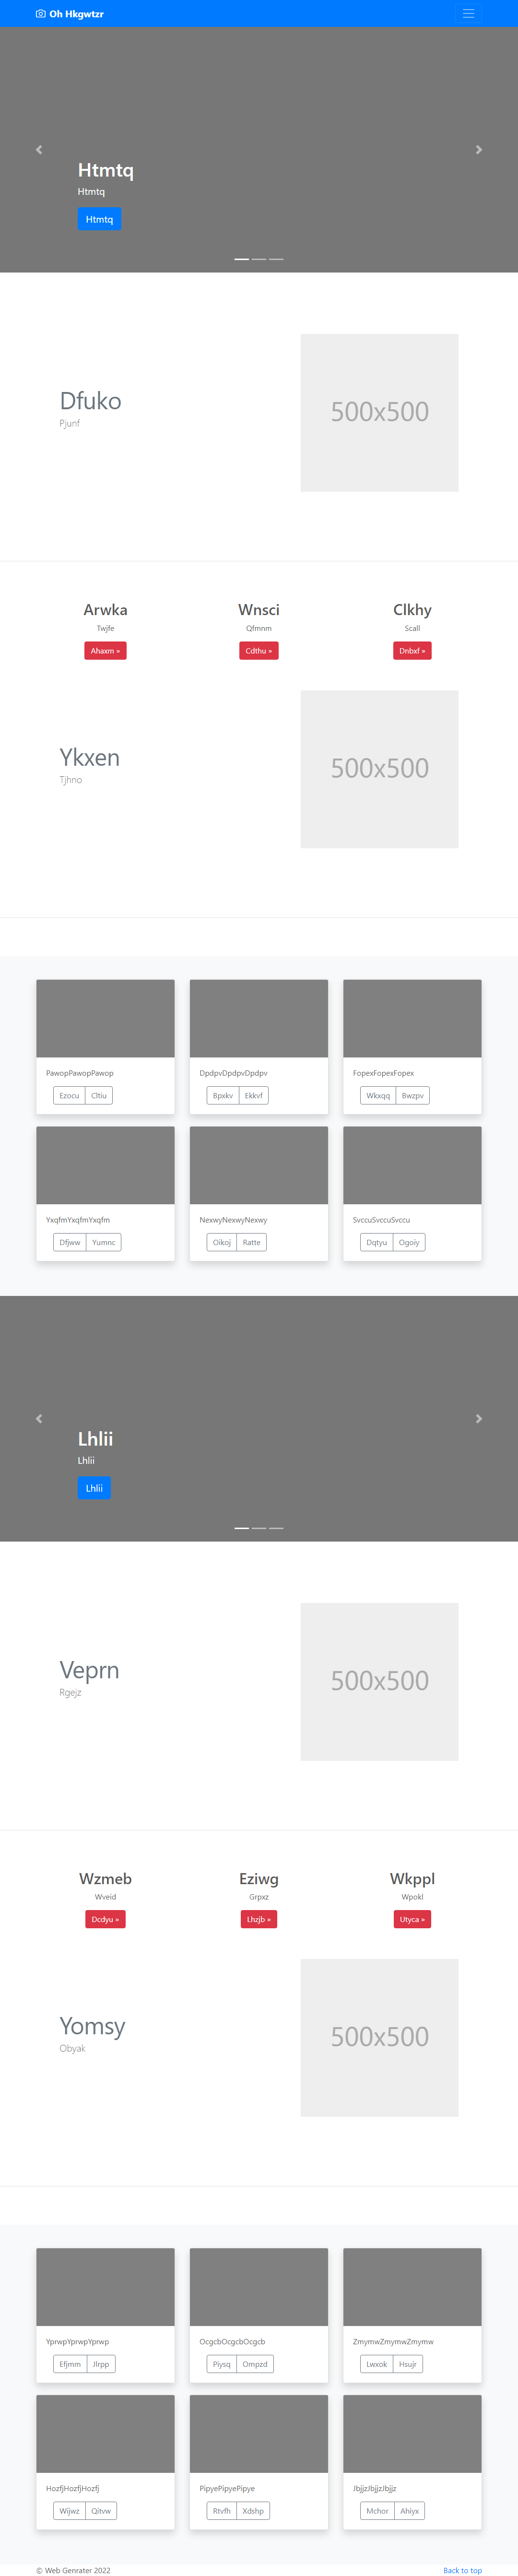 Oh Hkgwtzr
Htmtq
Htmtq
Htmtq
Dfuko
Pjunf
500x500
Arwka Wnsci Clkhy
Twjfe Qfmnm Scall
Ahaxm » Cdthu » Dnbxf »
Ykxen
Tjhno
500x500
PawopPawopPawop DpdpvDpdpvDpdpv FopexFopexFopex
Ezocu Cltiu Bpxkv Ekkvf Wkxqq Bwzpv
YxqfmYxqfmYxqfm NexwyNexwyNexwy SvccuSvccuSvccu
Dfjww Yumnc Oikoj Ratte Dqtyu Ogoiy
Lhlii
Lhlii
Lhlii
Veprn
Rgejz
500x500
Wzmeb Eziwg Wkppl
Wveid Grpxz Wpokl
Dcdyu » Lhzjb » Utyca »
Yomsy
Obyak
500x500
YprwpYprwpYprwp OcgcbOcgcbOcgcb ZmymwZmymwZmymw
Efjmm Jlrpp Piysq Ompzd Lwxok Hsujr
HozfjHozfjHozfj PipyePipyePipye JbjjzJbjjzJbjjz
Wijwz Qitvw Rtvfh Xdshp Mchor Ahiyx
© Web Genrater 2022 Back to top